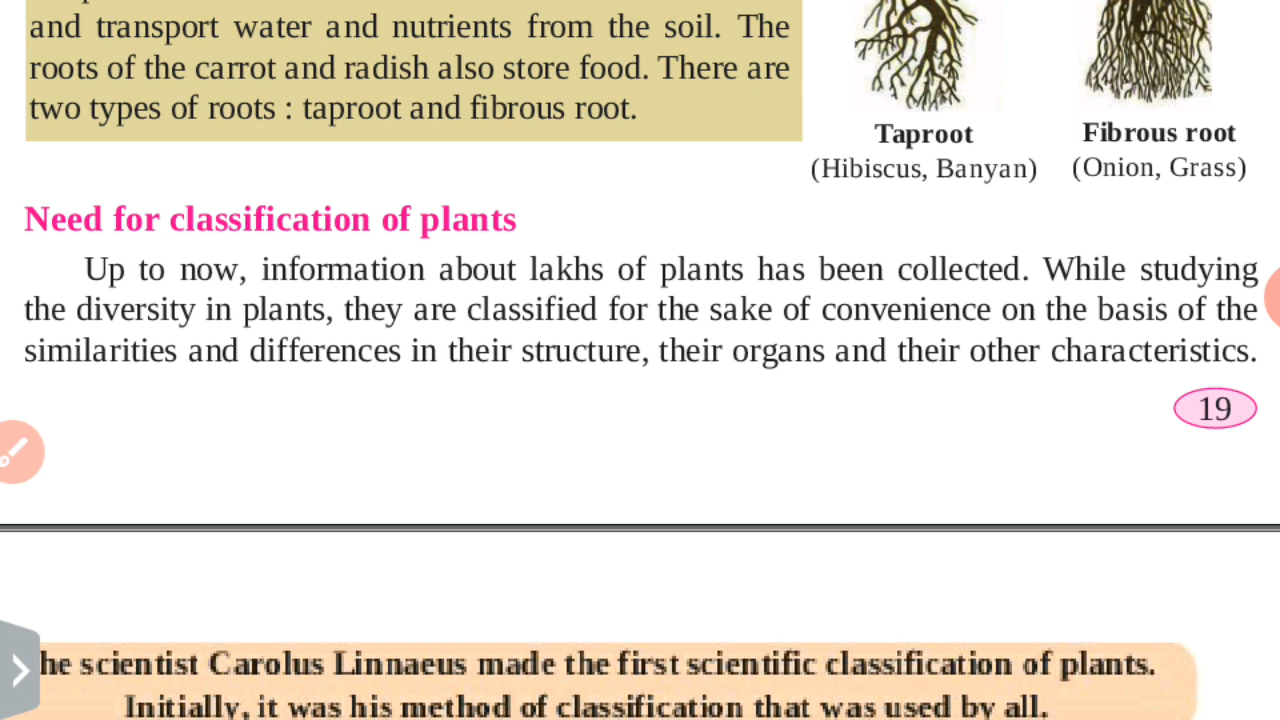 and transport water and nutrients from the soil. The
roots of the carrot and radish also store food. There are
two types of roots : taproot and fibrous root.
Taproot
(Hibiscus, Banyan)
Fibrous root
(Onion, Grass)
Need for classification of plants
Up to now, information about lakhs of plants has been collected. While studying
the diversity in plants, they are classified for the sake of convenience on the basis of the
similarities and differences in their structure, their organs and their other characteristics.
19
he scientist Carolus Linnaeus made the first scientific classification of plants.
Initially, it was his method of classification that was used by all.